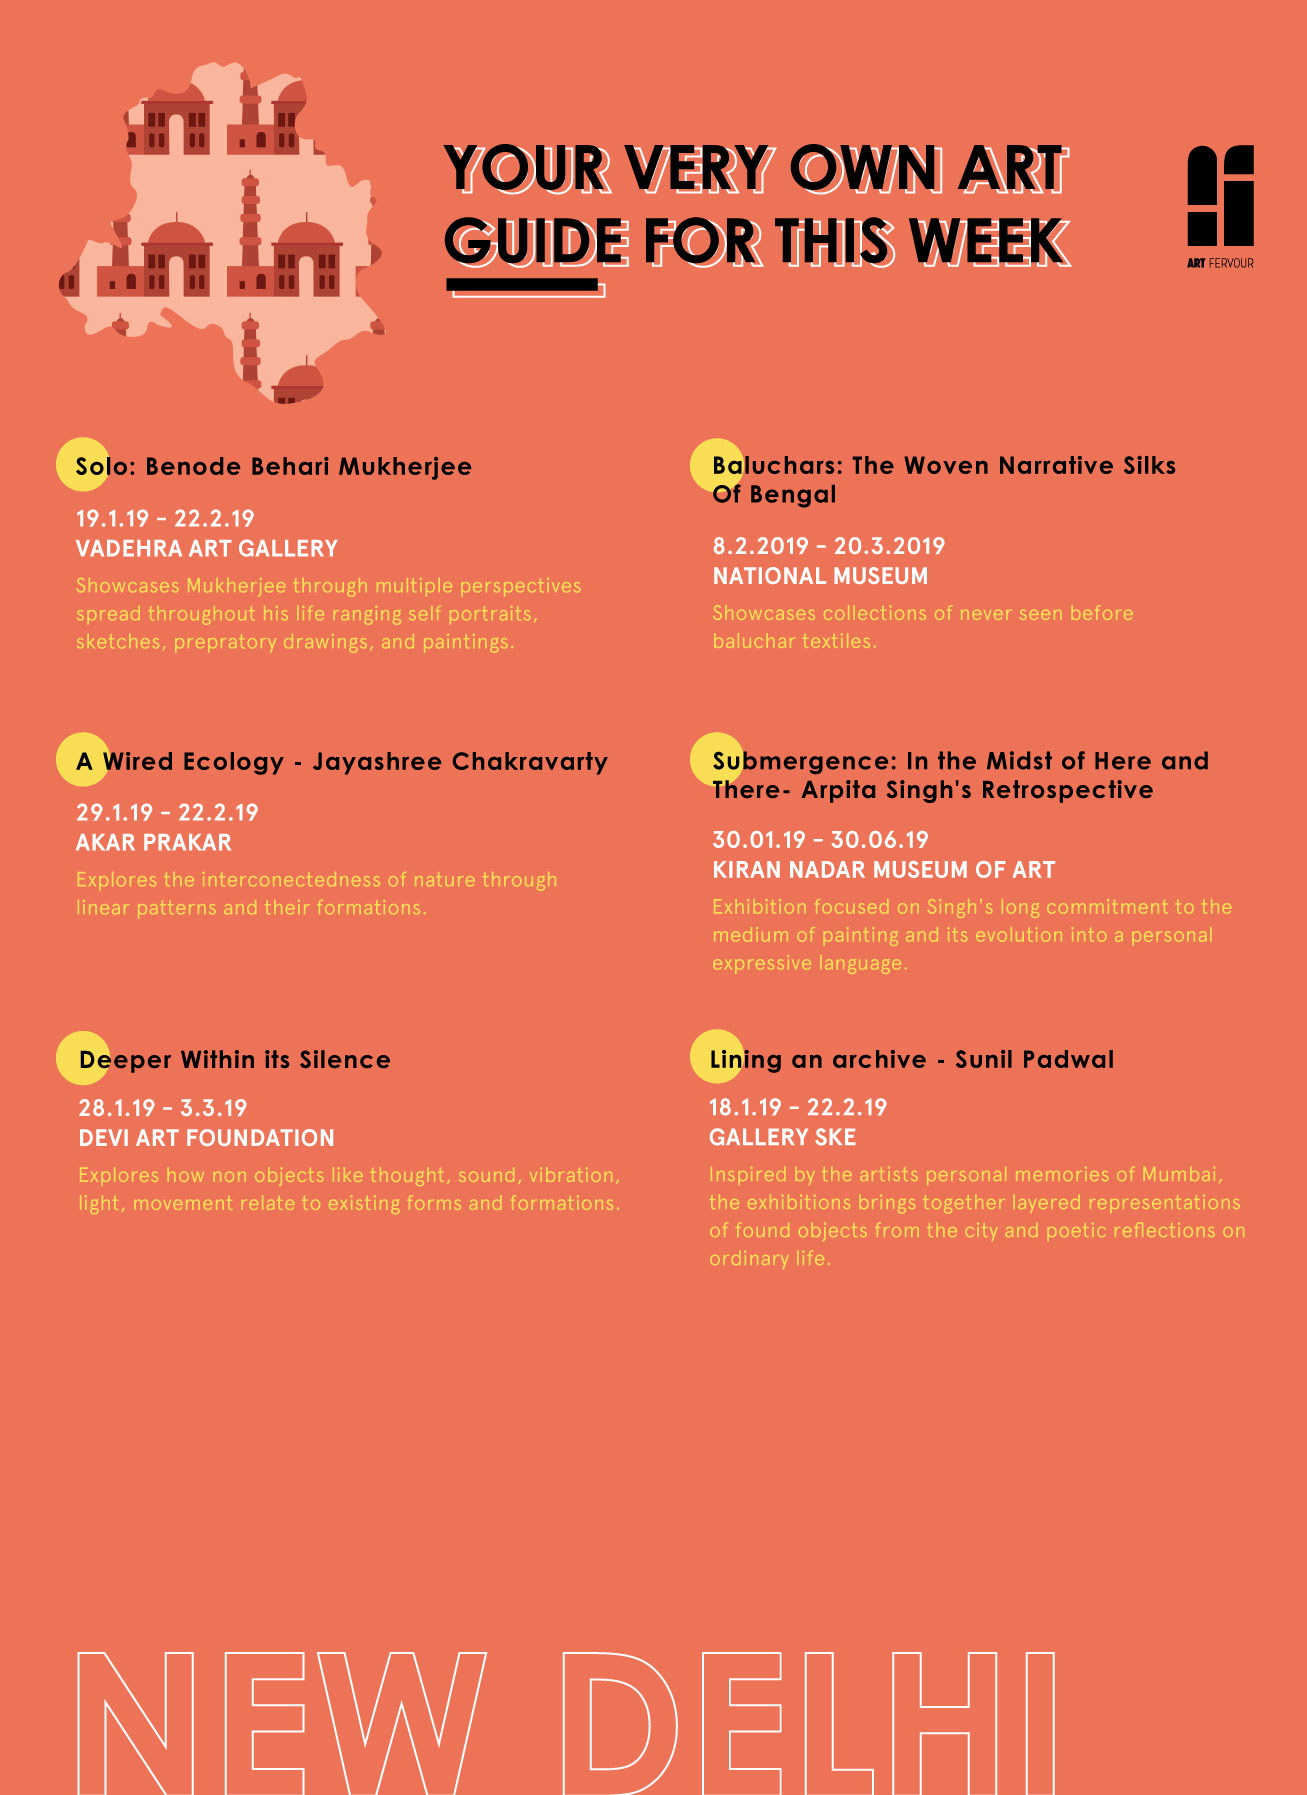 YOUR VERY OWN ART
GUIDE FOR THIS WEEK
ART FERVOUR
Solo: Benode Behari Mukherjee
19.1.19 - 22.2.19
VADEHRA ART GALLERY
Showcases Mukherjee through multiple perspectives
spread throughout his life ranging self portraits,
sketches, prepratory drawings, and paintings.
Baluchars: The Woven Narrative Silks
Of Bengal
8.2.2019 - 20.3.2019
NATIONAL MUSEUM
Showcases collections of never seen before
baluchar textiles.
A Wired Ecology - Jayashree Chakravarty
29.1.19 - 22.2.19
AKAR PRAKAR
Explores the interconectedness of nature through
linear patterns and their formations.
Submergence: In the Midst of Here and
There- Arpita Singh's Retrospective
30.01.19 - 30.06.19
KIRAN NADAR MUSEUM OF ART
Exhibition focused on Singh's long commitment to the
medium of painting and its evolution into a personal
expressive language.
Deeper Within its Silence
28.1.19 - 3.3.19
DEVI ART FOUNDATION
Explores how non objects like thought, sound, vibration,
light, movement relate to existing forms and formations.
Lining an archive - Sunil Padwal
18.1.19 - 22.2.19
GALLERY SKE
Inspired by the artists personal memories of Mumbai,
the exhibitions brings together layered representations
of found objects from the city and poetic reflections on
ordinary life.
NEW DELHI